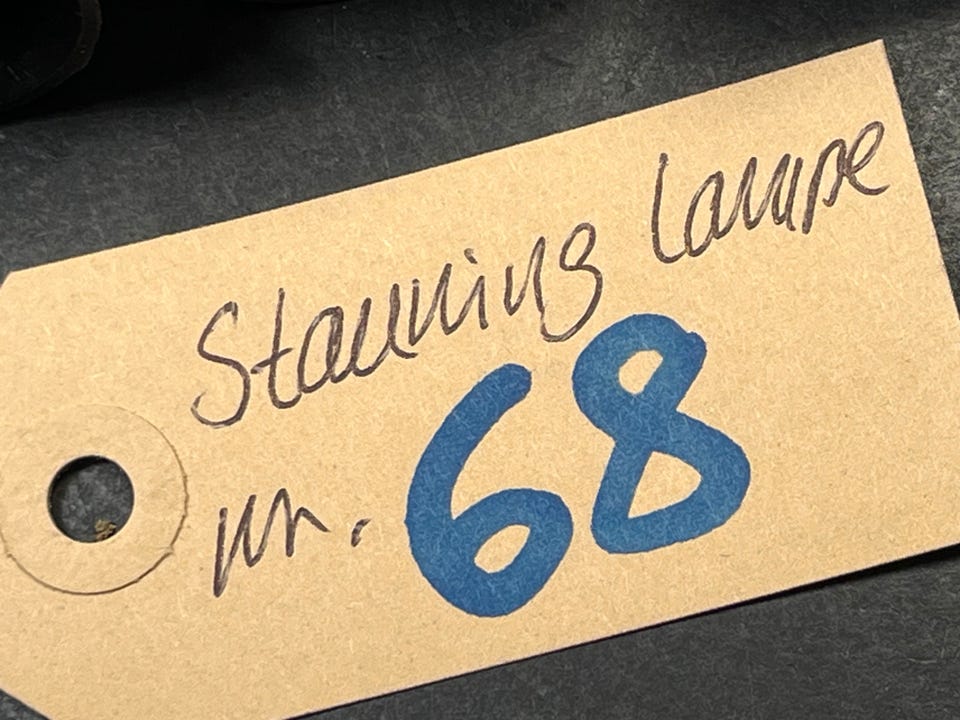 Stauning lampe
nr. 68